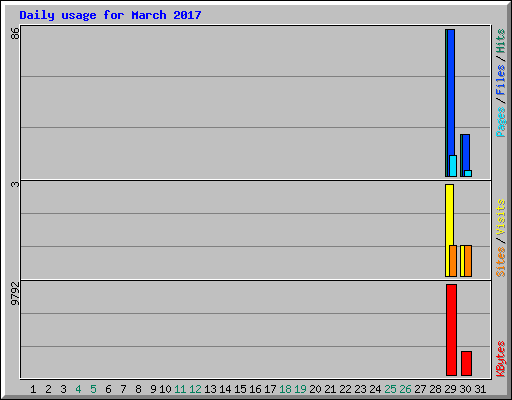 Daily usage for March 2017
86
Pages / Files / Hits
3
Sites / Visits
9792
KBytes
1 2 3 4 5 6 7 8 9 10 11 12 13 14 15 16 17 18 19 20 21 22 23 24 25 26 27 28 29 30 31